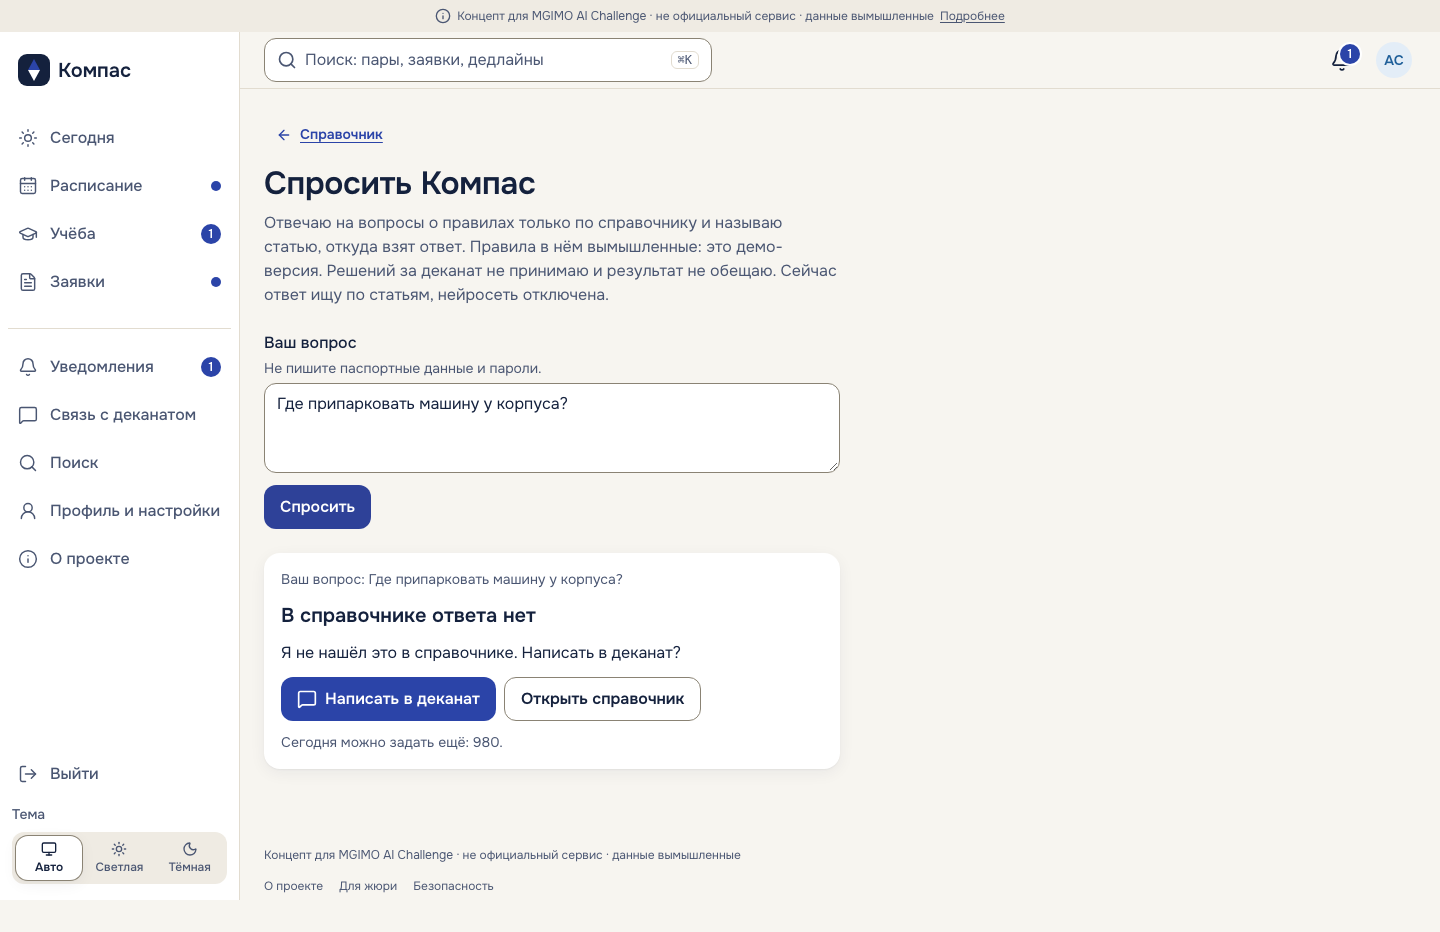 Концепт для MGIMO AI Challenge · не официальный сервис · данные вымышленные Подробнее
Компас
Поиск: пары, заявки, дедлайны
⌘K
1
АС
Сегодня
Расписание
Учёба
1
Заявки
Уведомления
1
Связь с деканатом
Поиск
Профиль и настройки
О проекте
Выйти
Тема
Авто
Светлая
Тёмная
Справочник
Спросить Компас
Отвечаю на вопросы о правилах только по справочнику и называю
статью, откуда взят ответ. Правила в нём вымышленные: это демо-
версия. Решений за деканат не принимаю и результат не обещаю. Сейчас
ответ ищу по статьям, нейросеть отключена.
Ваш вопрос
Не пишите паспортные данные и пароли.
Где припарковать машину у корпуса?
Спросить
Ваш вопрос: Где припарковать машину у корпуса?
В справочнике ответа нет
Я не нашёл это в справочнике. Написать в деканат?
Написать в деканат
Открыть справочник
Сегодня можно задать ещё: 980.
Концепт для MGIMO AI Challenge · не официальный сервис · данные вымышленные
О проекте
Для жюри
Безопасность